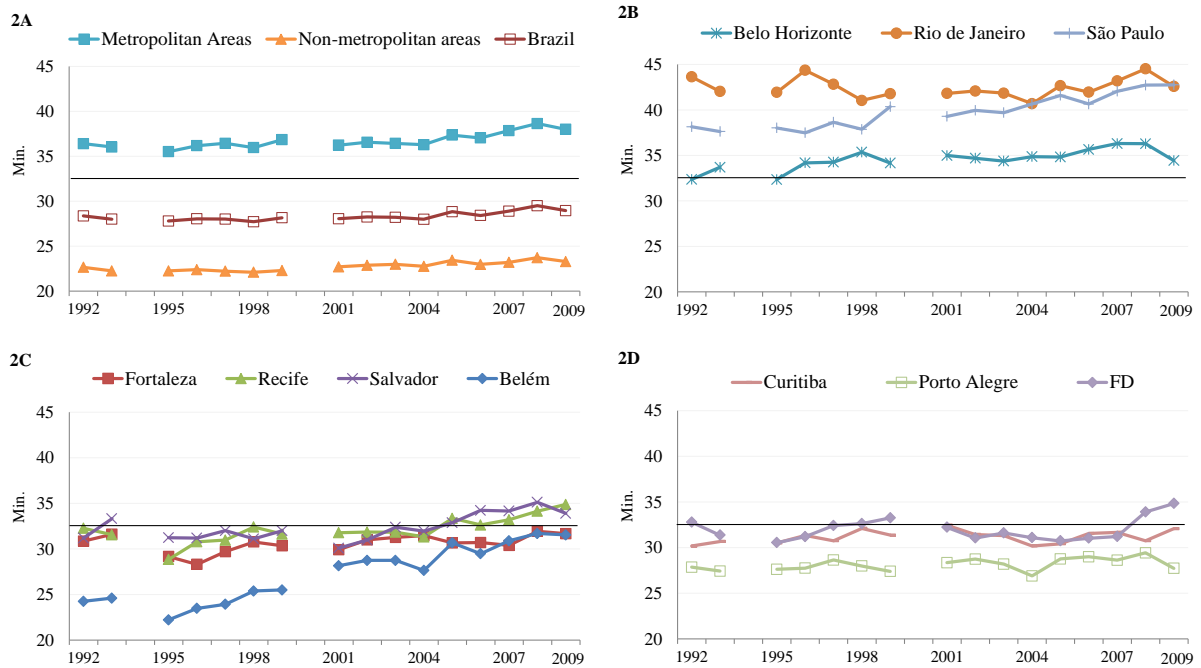 2A
Metropolitan Areas Non-metropolitan areas Brazil
45
40
35
30
25
20
Min.
1992 1995 1998 2001 2004 2007 2009
2B
Belo Horizonte Rio de Janeiro São Paulo
45
40
35
30
25
20
Min.
1992 1995 1998 2001 2004 2007 2009
2C
Fortaleza Recife Salvador Belém
45
40
35
30
25
20
Min.
1992 1995 1998 2001 2004 2007 2009
2D
Curitiba Porto Alegre FD
45
40
35
30
25
20
Min.
1992 1995 1998 2001 2004 2007 2009